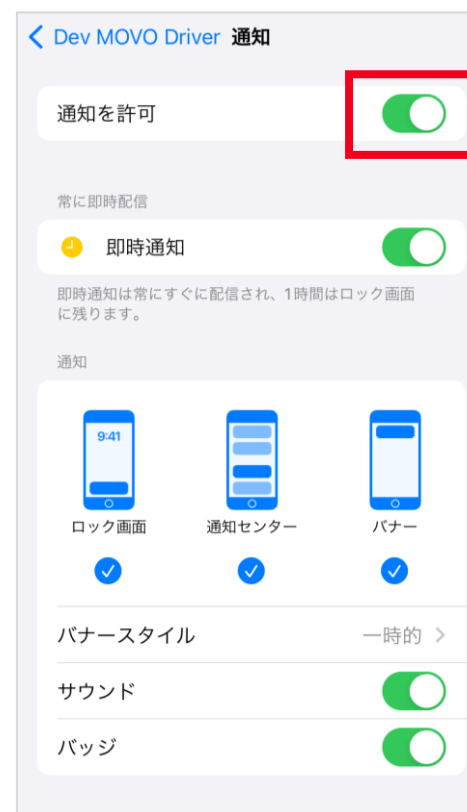 Dev MOVO Driver 通知
通知を許可
常に即時配信
即時通知
即時通知は常にすぐに配信され、1時間はロック画面
に残ります。
通知
9:41
ロック画面 通知センター バナー
バナースタイル 一時的
サウンド
バッジ